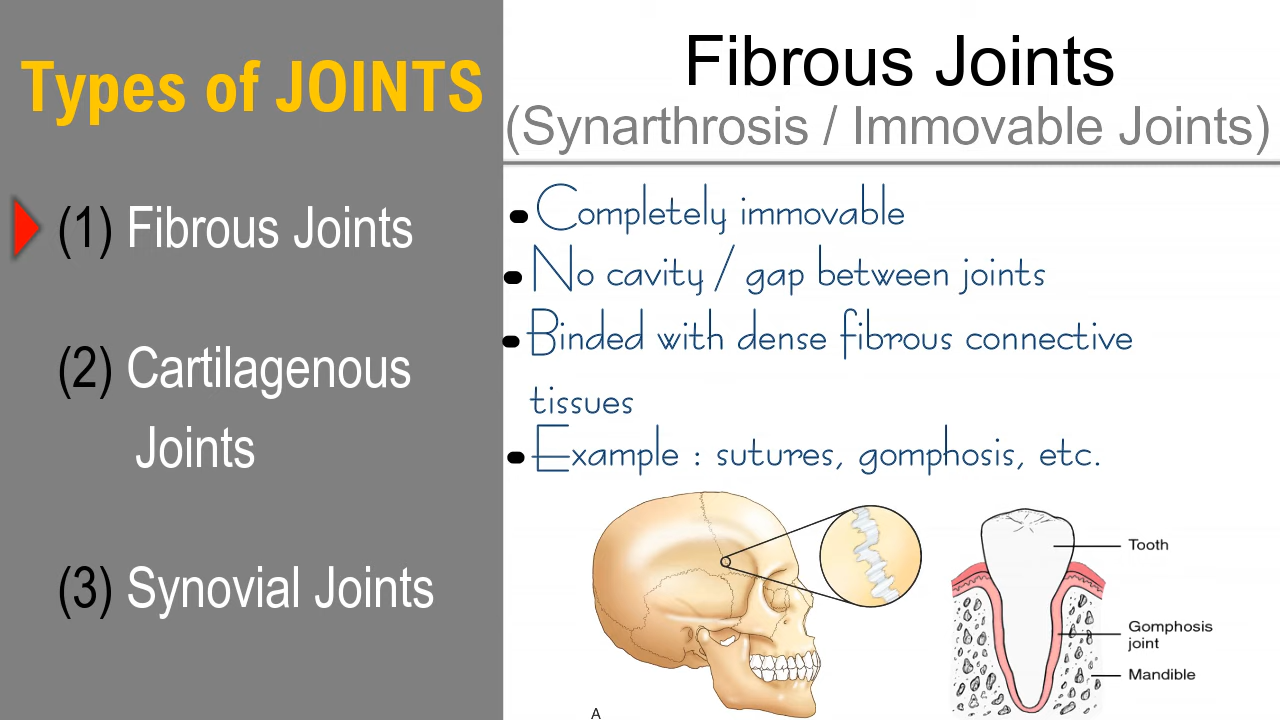 Types of JOINTS
(1) Fibrous Joints
(2) Cartilagenous
Joints
(3) Synovial Joints
Fibrous Joints
(Synarthrosis / Immovable Joints)
• Completely immovable
• No cavity / gap between joints
• Binded with dense fibrous connective
tissues
• Example : sutures, gomphosis, etc.
Tooth
Gomphosis
joint
Mandible
A